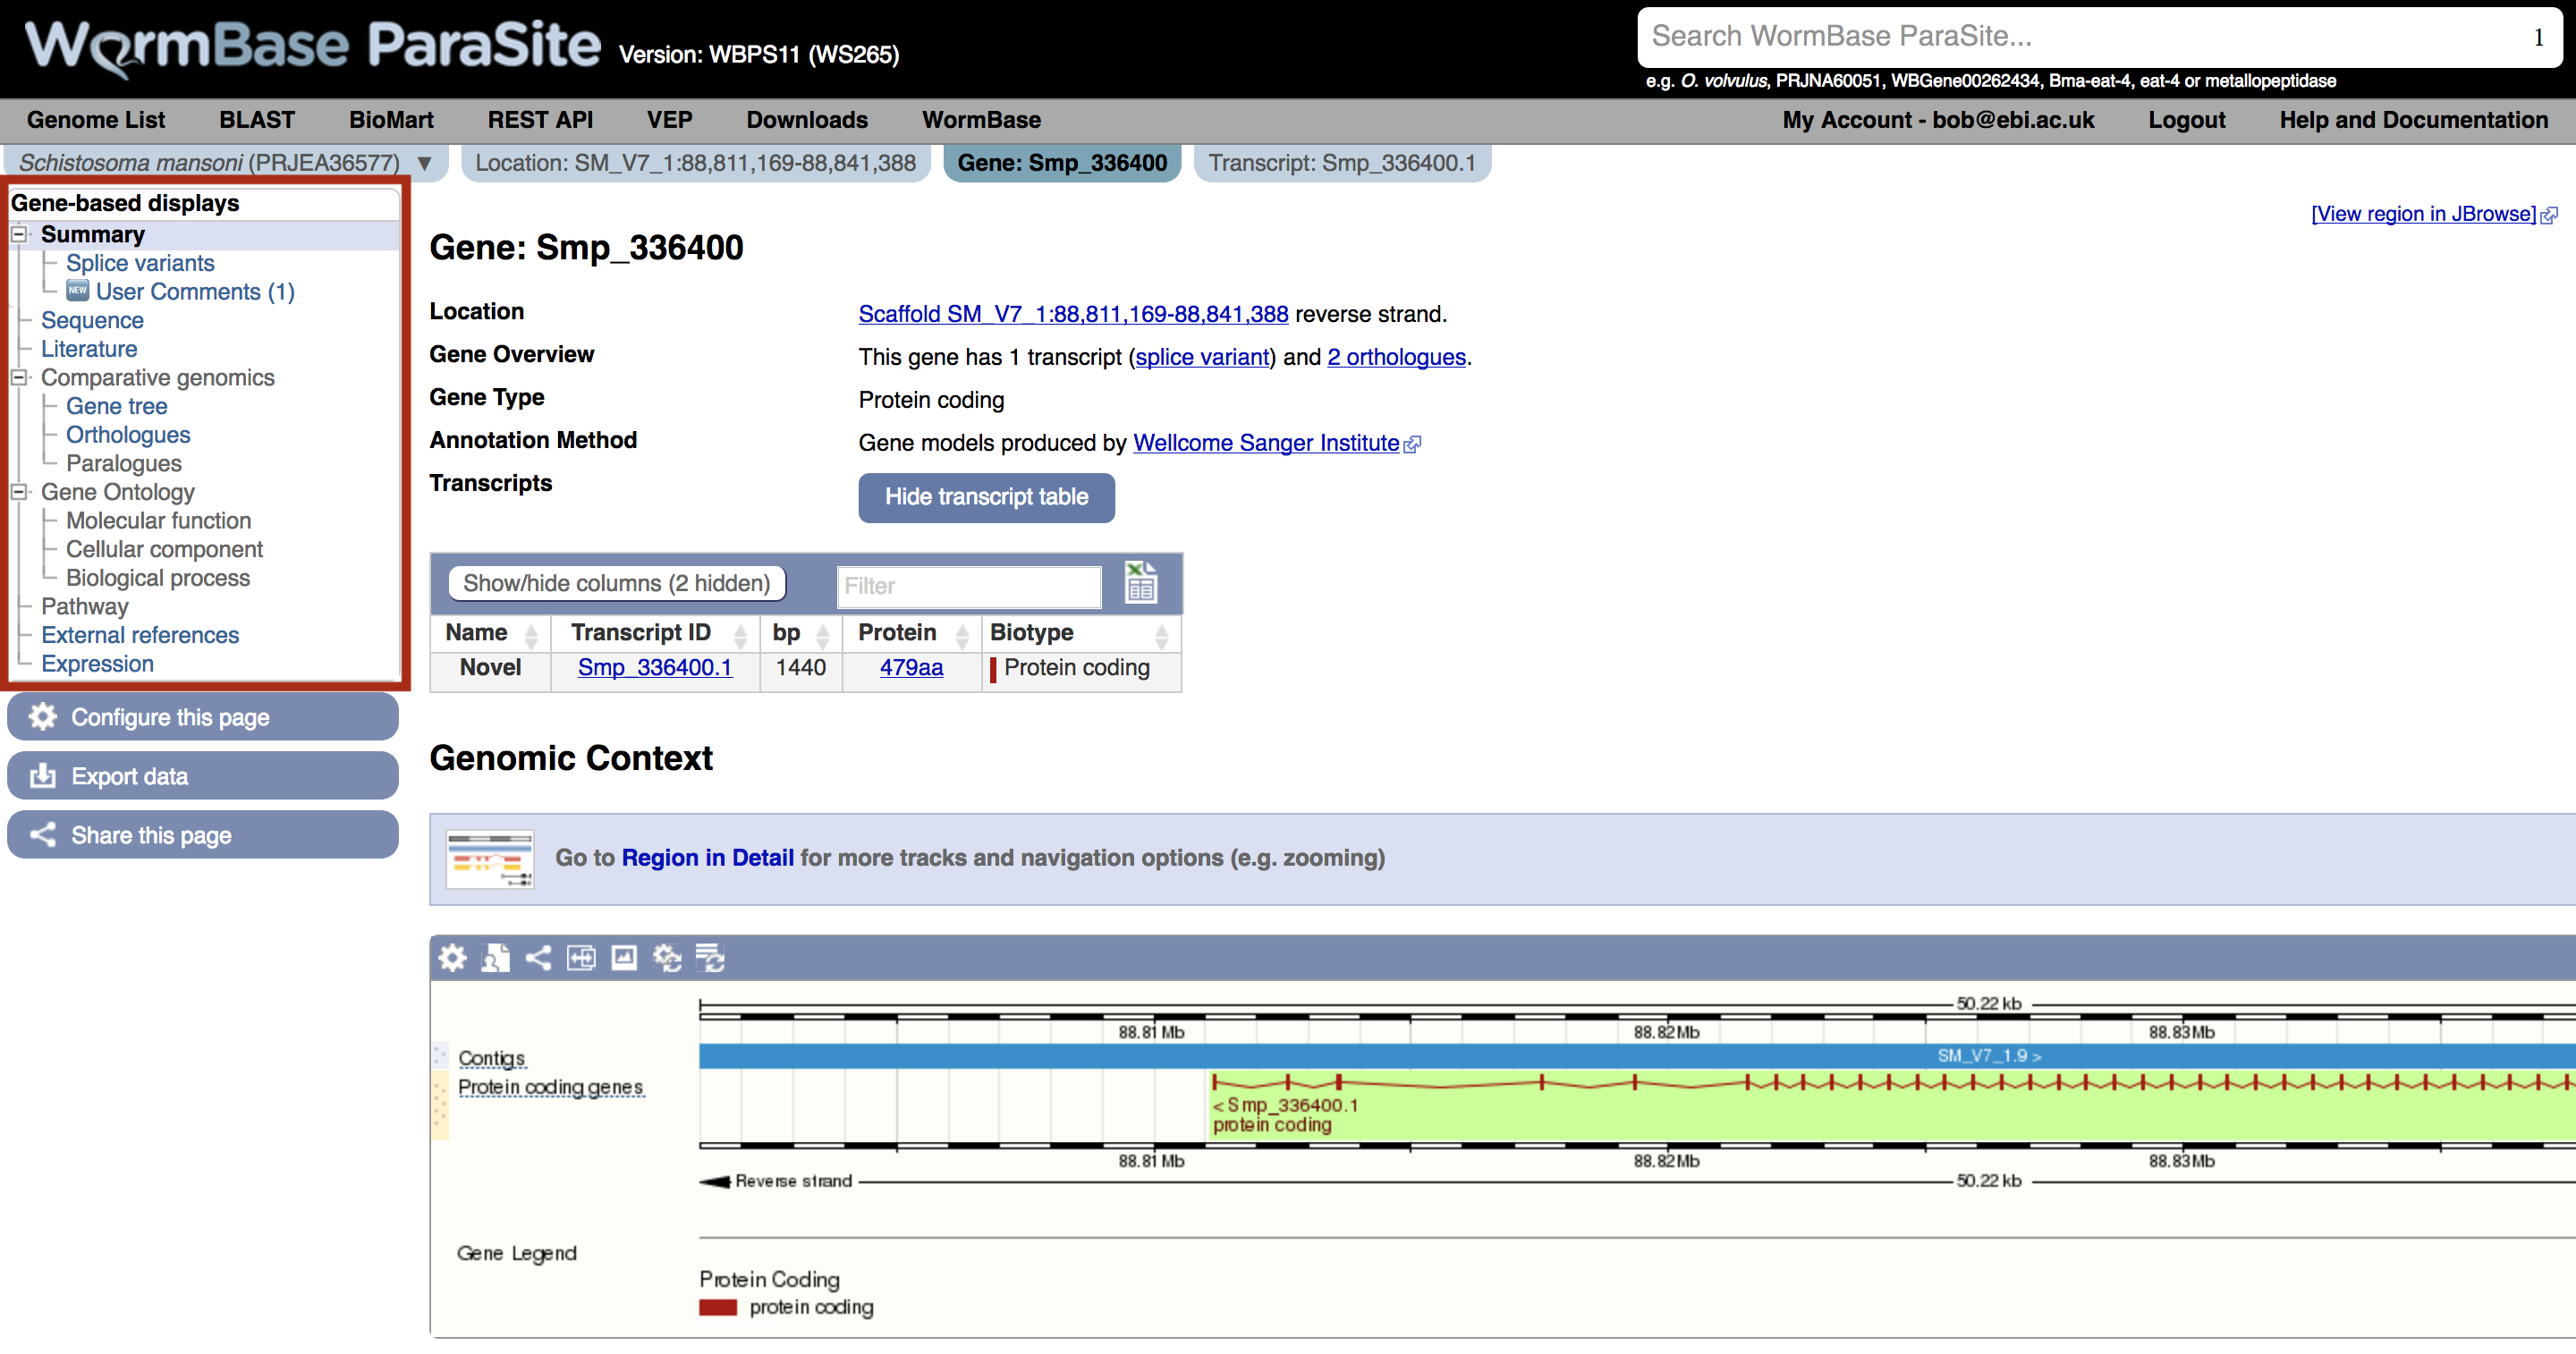 WormBase ParaSite Version: WBPS11 (WS265)
Search WormBase ParaSite... 1
e.g. O. volvulus, PRJNA60051, WBGene00262434, Bma-eat-4, eat-4 or metallopeptidase
Genome List BLAST BioMart REST API VEP Downloads WormBase My Account - bob@ebi.ac.uk Logout Help and Documentation
Schistosoma mansoni (PRJEA36577) ▼ Location: SM_V7_1:88,811,169-88,841,388 Gene: Smp_336400 Transcript: Smp_336400.1
Gene-based displays
Summary
Splice variants
NEW User Comments (1)
Sequence
Literature
Comparative genomics
Gene tree
Orthologues
Paralogues
Gene Ontology
Molecular function
Cellular component
Biological process
Pathway
External references
Expression
Configure this page
Export data
Share this page
[View region in JBrowse]
Gene: Smp_336400
Location Scaffold SM_V7_1:88,811,169-88,841,388 reverse strand.
Gene Overview This gene has 1 transcript (splice variant) and 2 orthologues.
Gene Type Protein coding
Annotation Method Gene models produced by Wellcome Sanger Institute
Transcripts Hide transcript table
Show/hide columns (2 hidden) Filter
Name Transcript ID bp Protein Biotype
Novel Smp_336400.1 1440 479aa Protein coding
Genomic Context
Go to Region in Detail for more tracks and navigation options (e.g. zooming)
50.22 kb
88.81 Mb 88.82 Mb 88.83 Mb
Contigs SM_V7_1.9 >
Protein coding genes
< Smp_336400.1
protein coding
88.81 Mb 88.82 Mb 88.83 Mb
Reverse strand 50.22 kb
Gene Legend
Protein Coding
protein coding